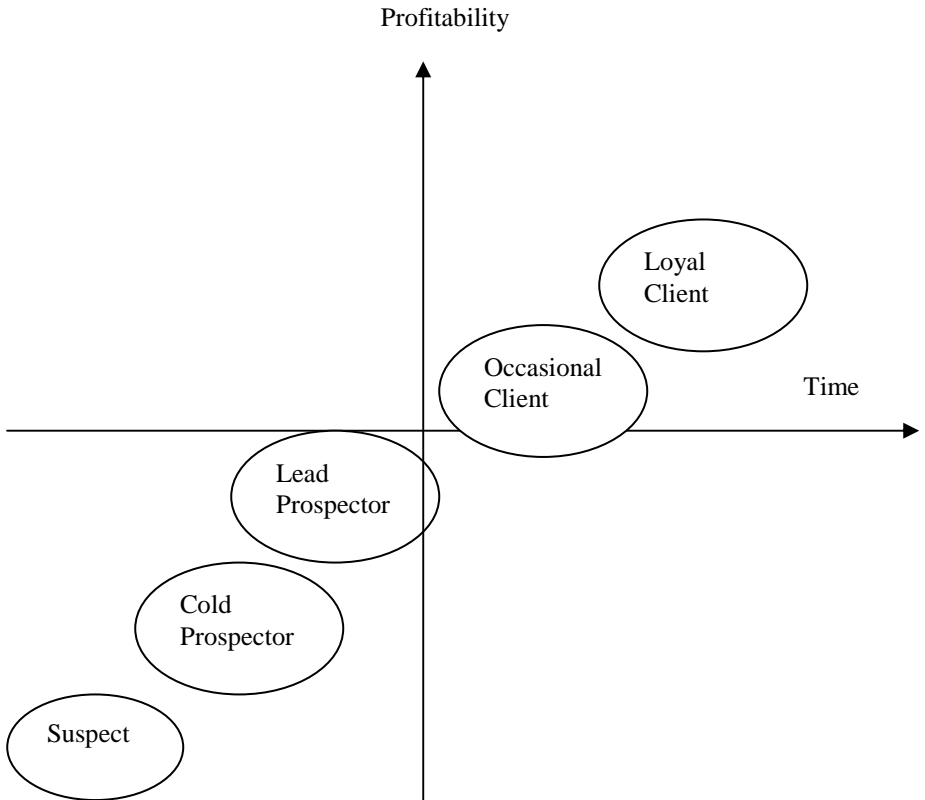 Profitability
Loyal
Client
Occasional
Client
Time
Lead
Prospector
Cold
Prospector
Suspect